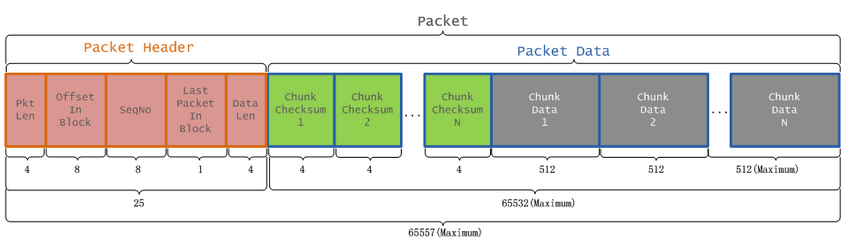 Packet
Packet Header
Packet Data
Pkt
Len
Offset
In
Block
SeqNo
Last
Packet
In
Block
Data
Len
Chunk
Checksum
1
Chunk
Checksum
2
...
Chunk
Checksum
N
Chunk
Data
1
Chunk
Data
2
...
Chunk
Data
N
4
8
8
1
4
4
4
4
512
512
512(Maximum)
25
65532(Maximum)
65557(Maximum)